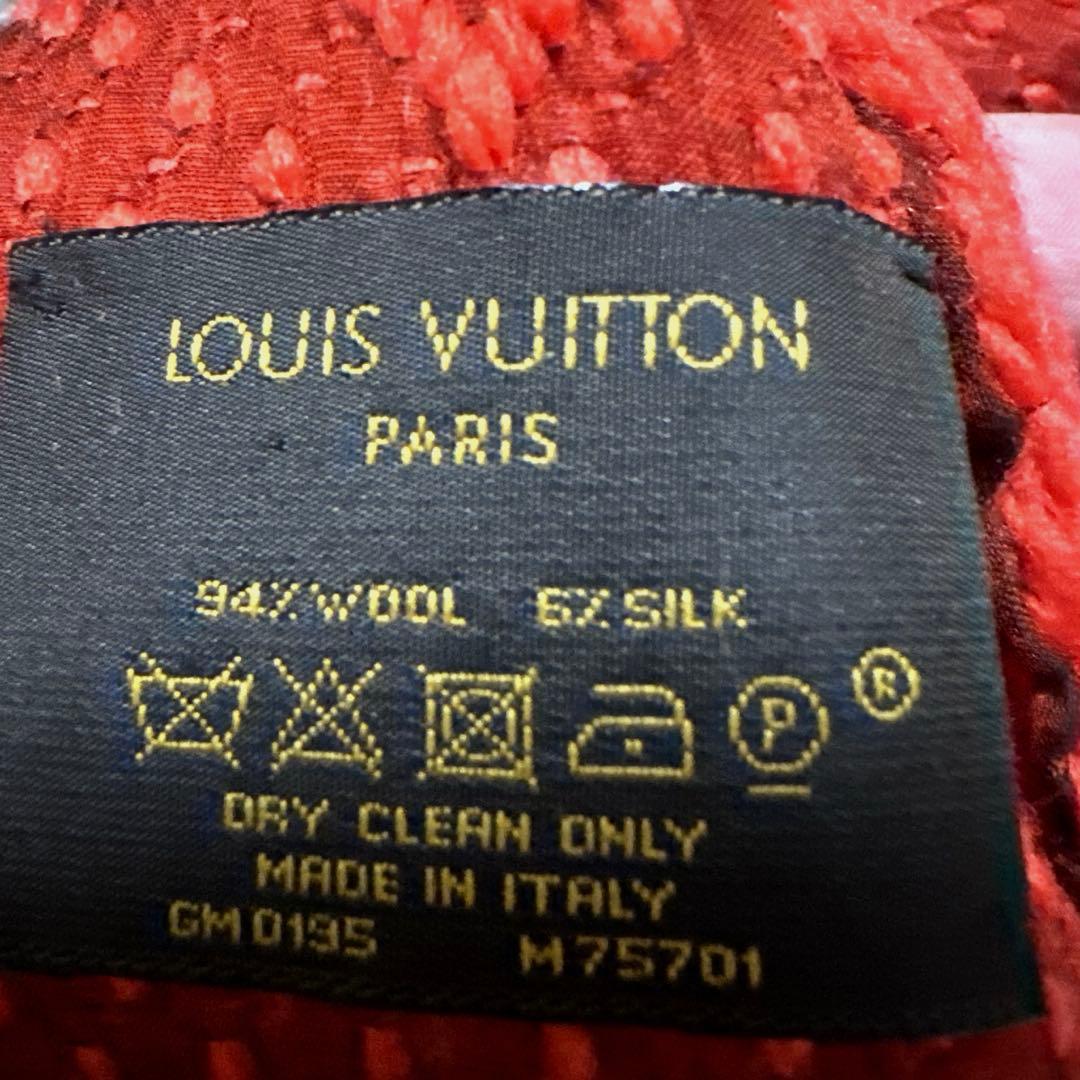 LOUIS VUITTON
PARIS
94% WOOL 6% SILK
P ®
DRY CLEAN ONLY
MADE IN ITALY
GM0195 M75701